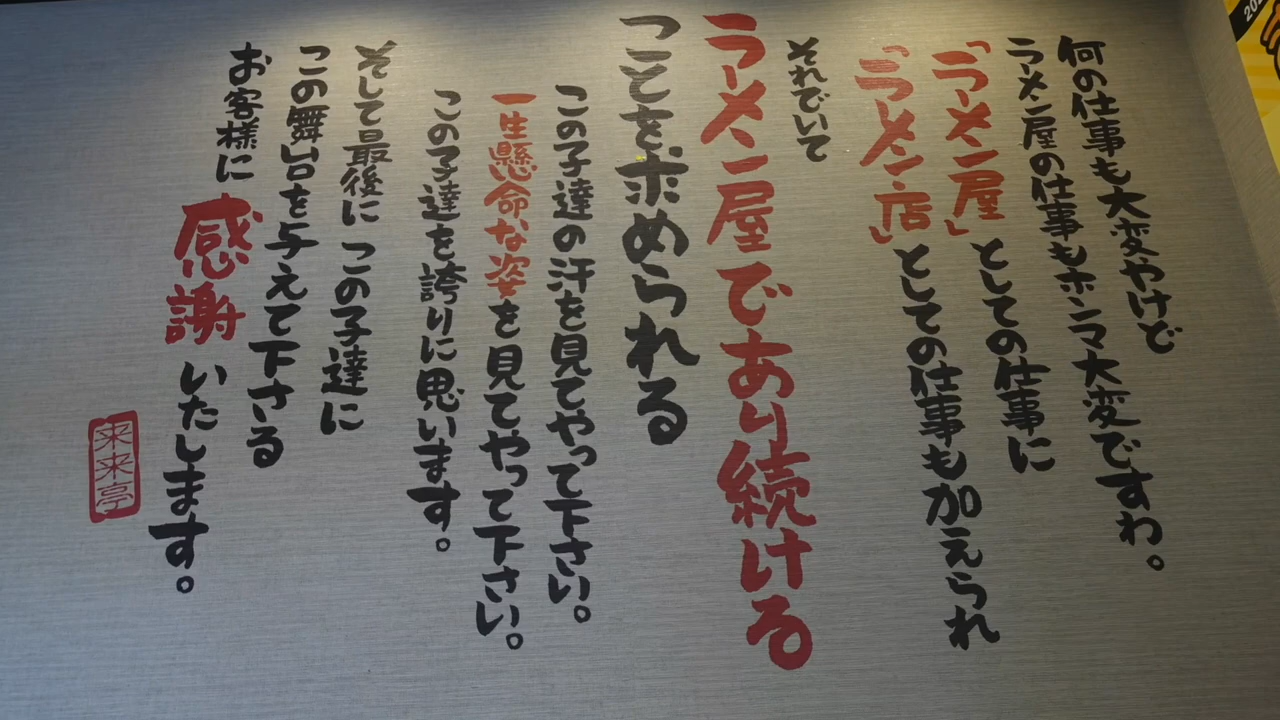 何の仕事も大変やけど
ラーメン屋の仕事もホンマ大変ですわ。
「ラーメン屋」としての仕事に
「ラーメン店」としての仕事も加えられ
それでいて
ラーメン屋であり続ける
ことを求められる
この子達の汗を見てやって下さい。
一生懸命な姿を見てやって下さい。
この子達を誇りに思います。
そして最後に この子達に
この舞台を与えて下さる
お客様に感謝いたします。
来来亭